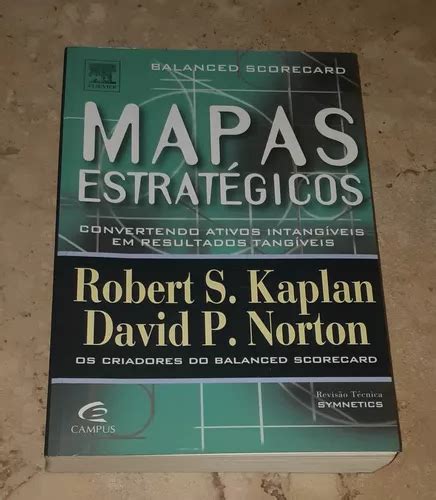 ELSEVIER
BALANCED SCORECARD
MAPAS
ESTRATÉGICOS
CONVERTENDO ATIVOS INTANGÍVEIS
EM RESULTADOS TANGÍVEIS
Robert S. Kaplan
David P. Norton
OS CRIADORES DO BALANCED SCORECARD
Revisão Técnica
SYMNETICS
CAMPUS